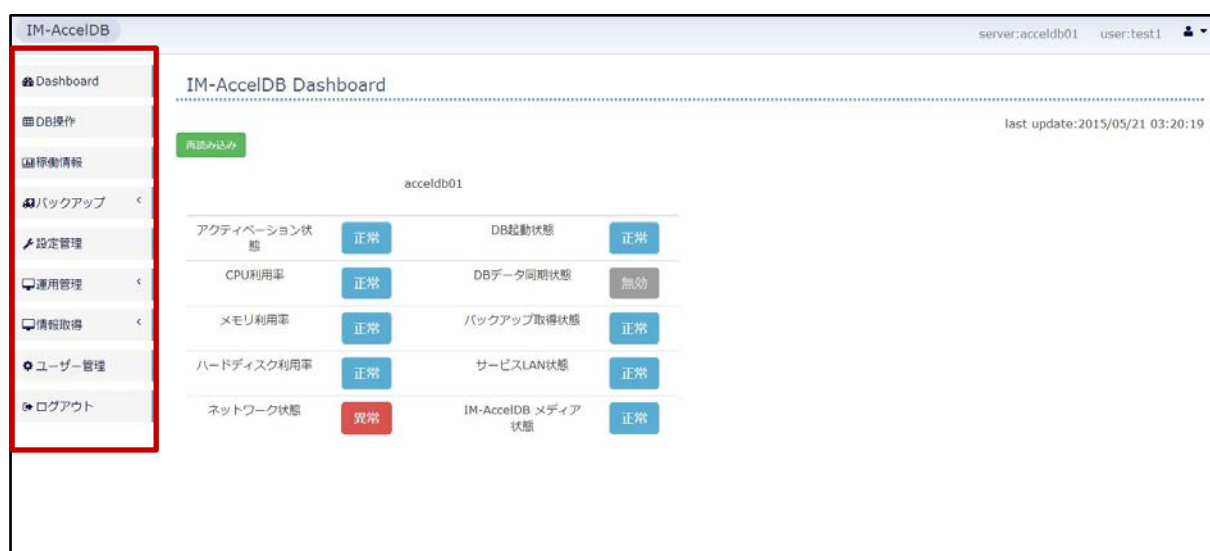 IM-AccelDB
server:acceldb01 user:test1
Dashboard
DB操作
稼働情報
バックアップ
設定管理
運用管理
情報取得
ユーザー管理
ログアウト
IM-AccelDB Dashboard
last update:2015/05/21 03:20:19
再読み込み
acceldb01
アクティベーション状
態
正常
DB起動状態
正常
CPU利用率
正常
DBデータ同期状態
無効
メモリ利用率
正常
バックアップ取得状態
正常
ハードディスク利用率
正常
サービスLAN状態
正常
ネットワーク状態
異常
IM-AccelDB メディア
状態
正常